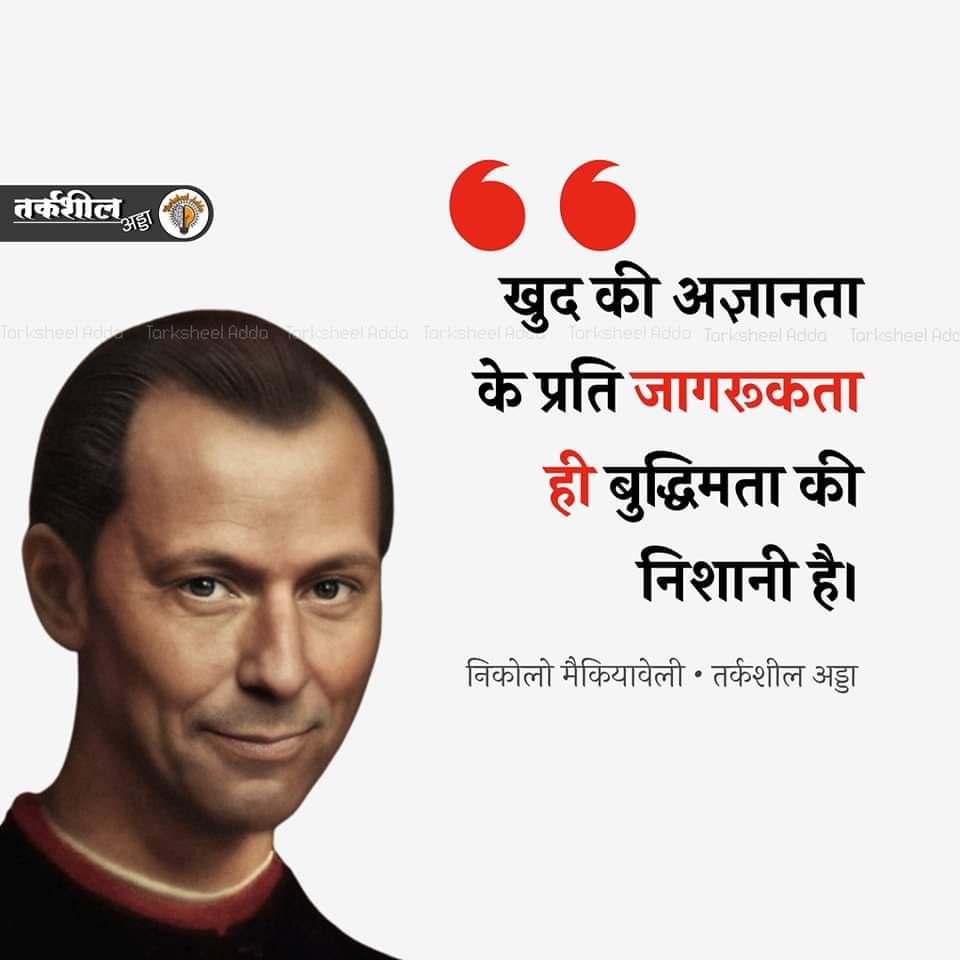 तर्कशील अड्डा
खुद की अज्ञानता
Tarksheel Adda Tarksheel Adda Tarksheel Adda Tarksheel Adda Tarksheel Adda Tarksheel Adda Tarksheel Adda
के प्रति जागरूकता
ही बुद्धिमता की
निशानी है।
निकोलो मैकियावेली • तर्कशील अड्डा